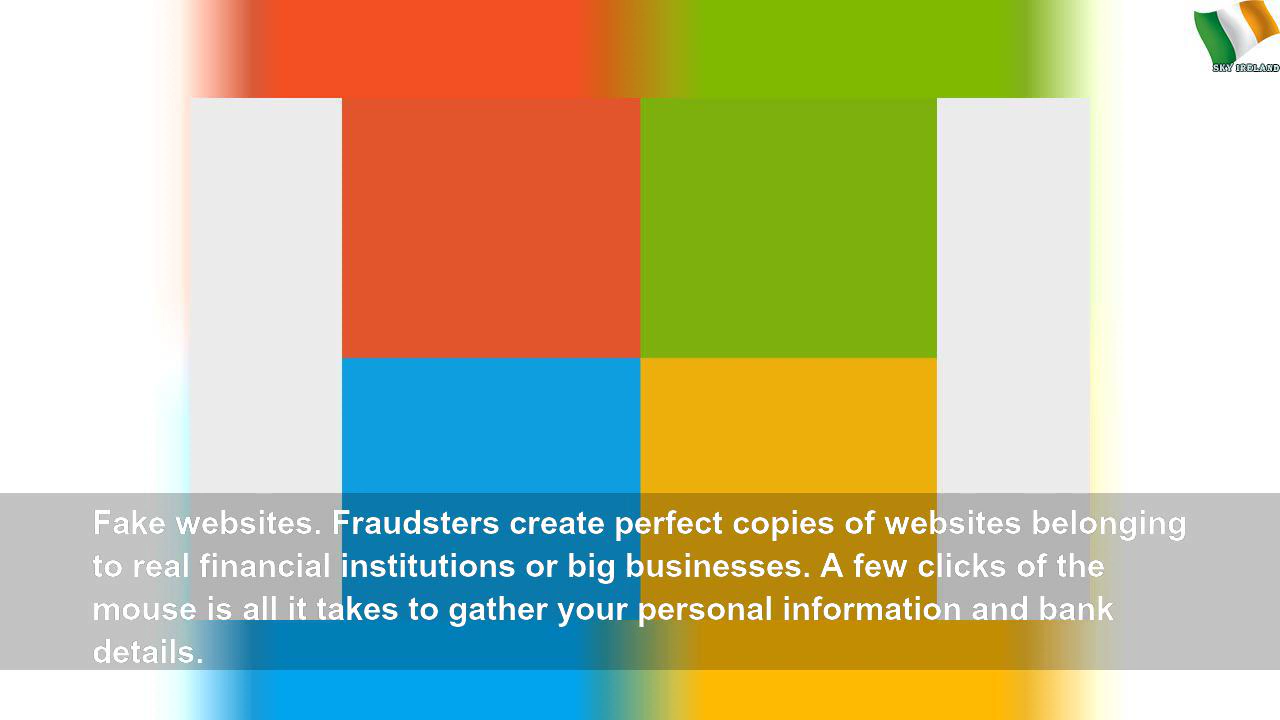 SKY IRELAND
Fake websites. Fraudsters create perfect copies of websites belonging
to real financial institutions or big businesses. A few clicks of the
mouse is all it takes to gather your personal information and bank
details.